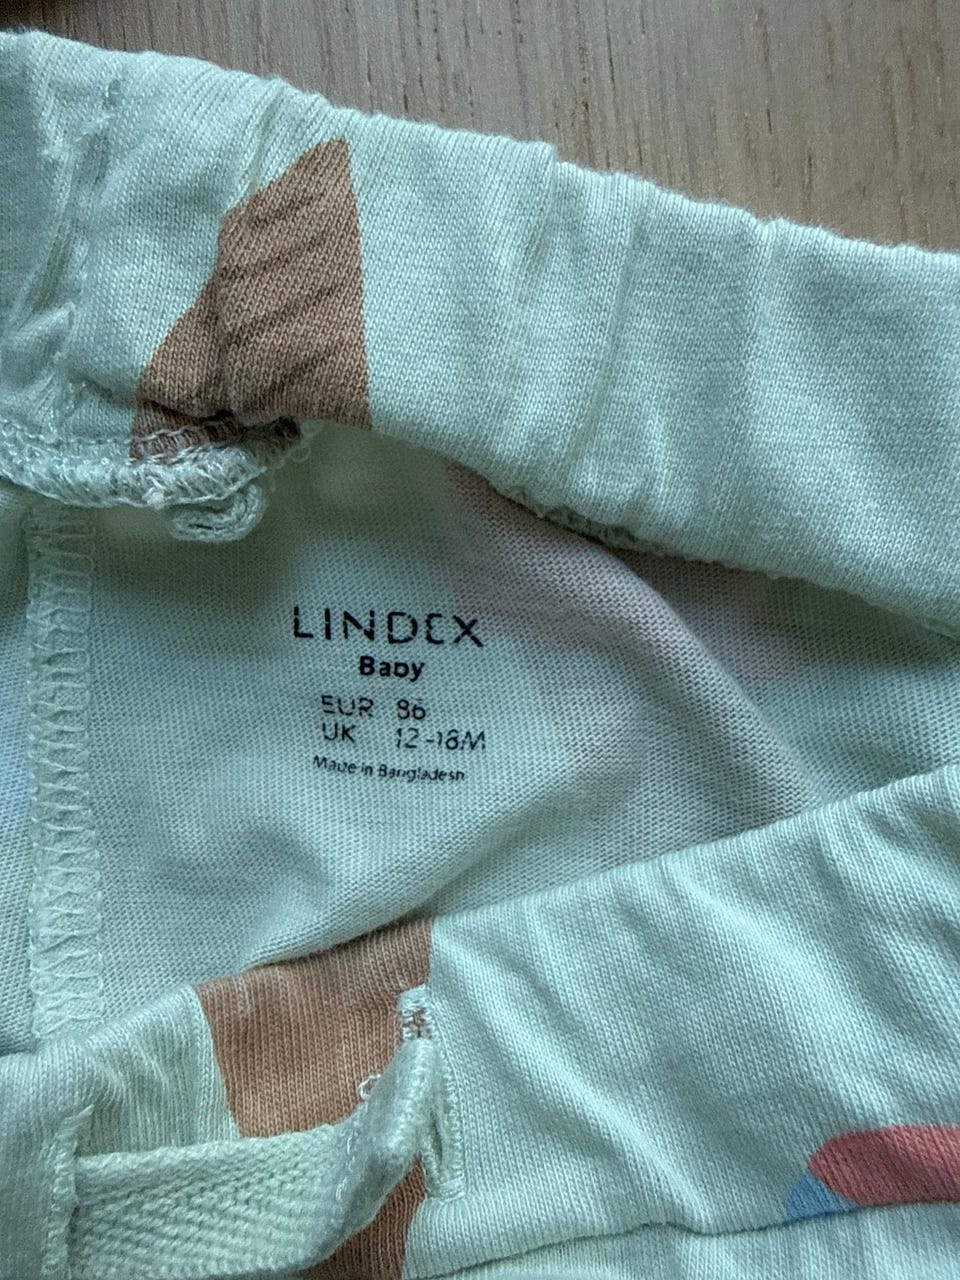 LINDEX
Baby
EUR 86
UK 12-18M
Made in Bangladesh